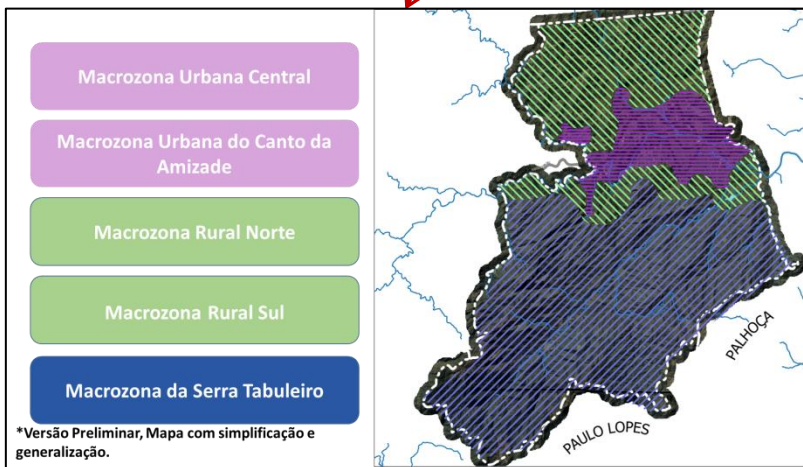 Macrozona Urbana Central
Macrozona Urbana do Canto da
Amizade
Macrozona Rural Norte
Macrozona Rural Sul
Macrozona da Serra Tabuleiro
*Versão Preliminar, Mapa com simplificação e
generalização.
PALHOÇA
PAULO LOPES